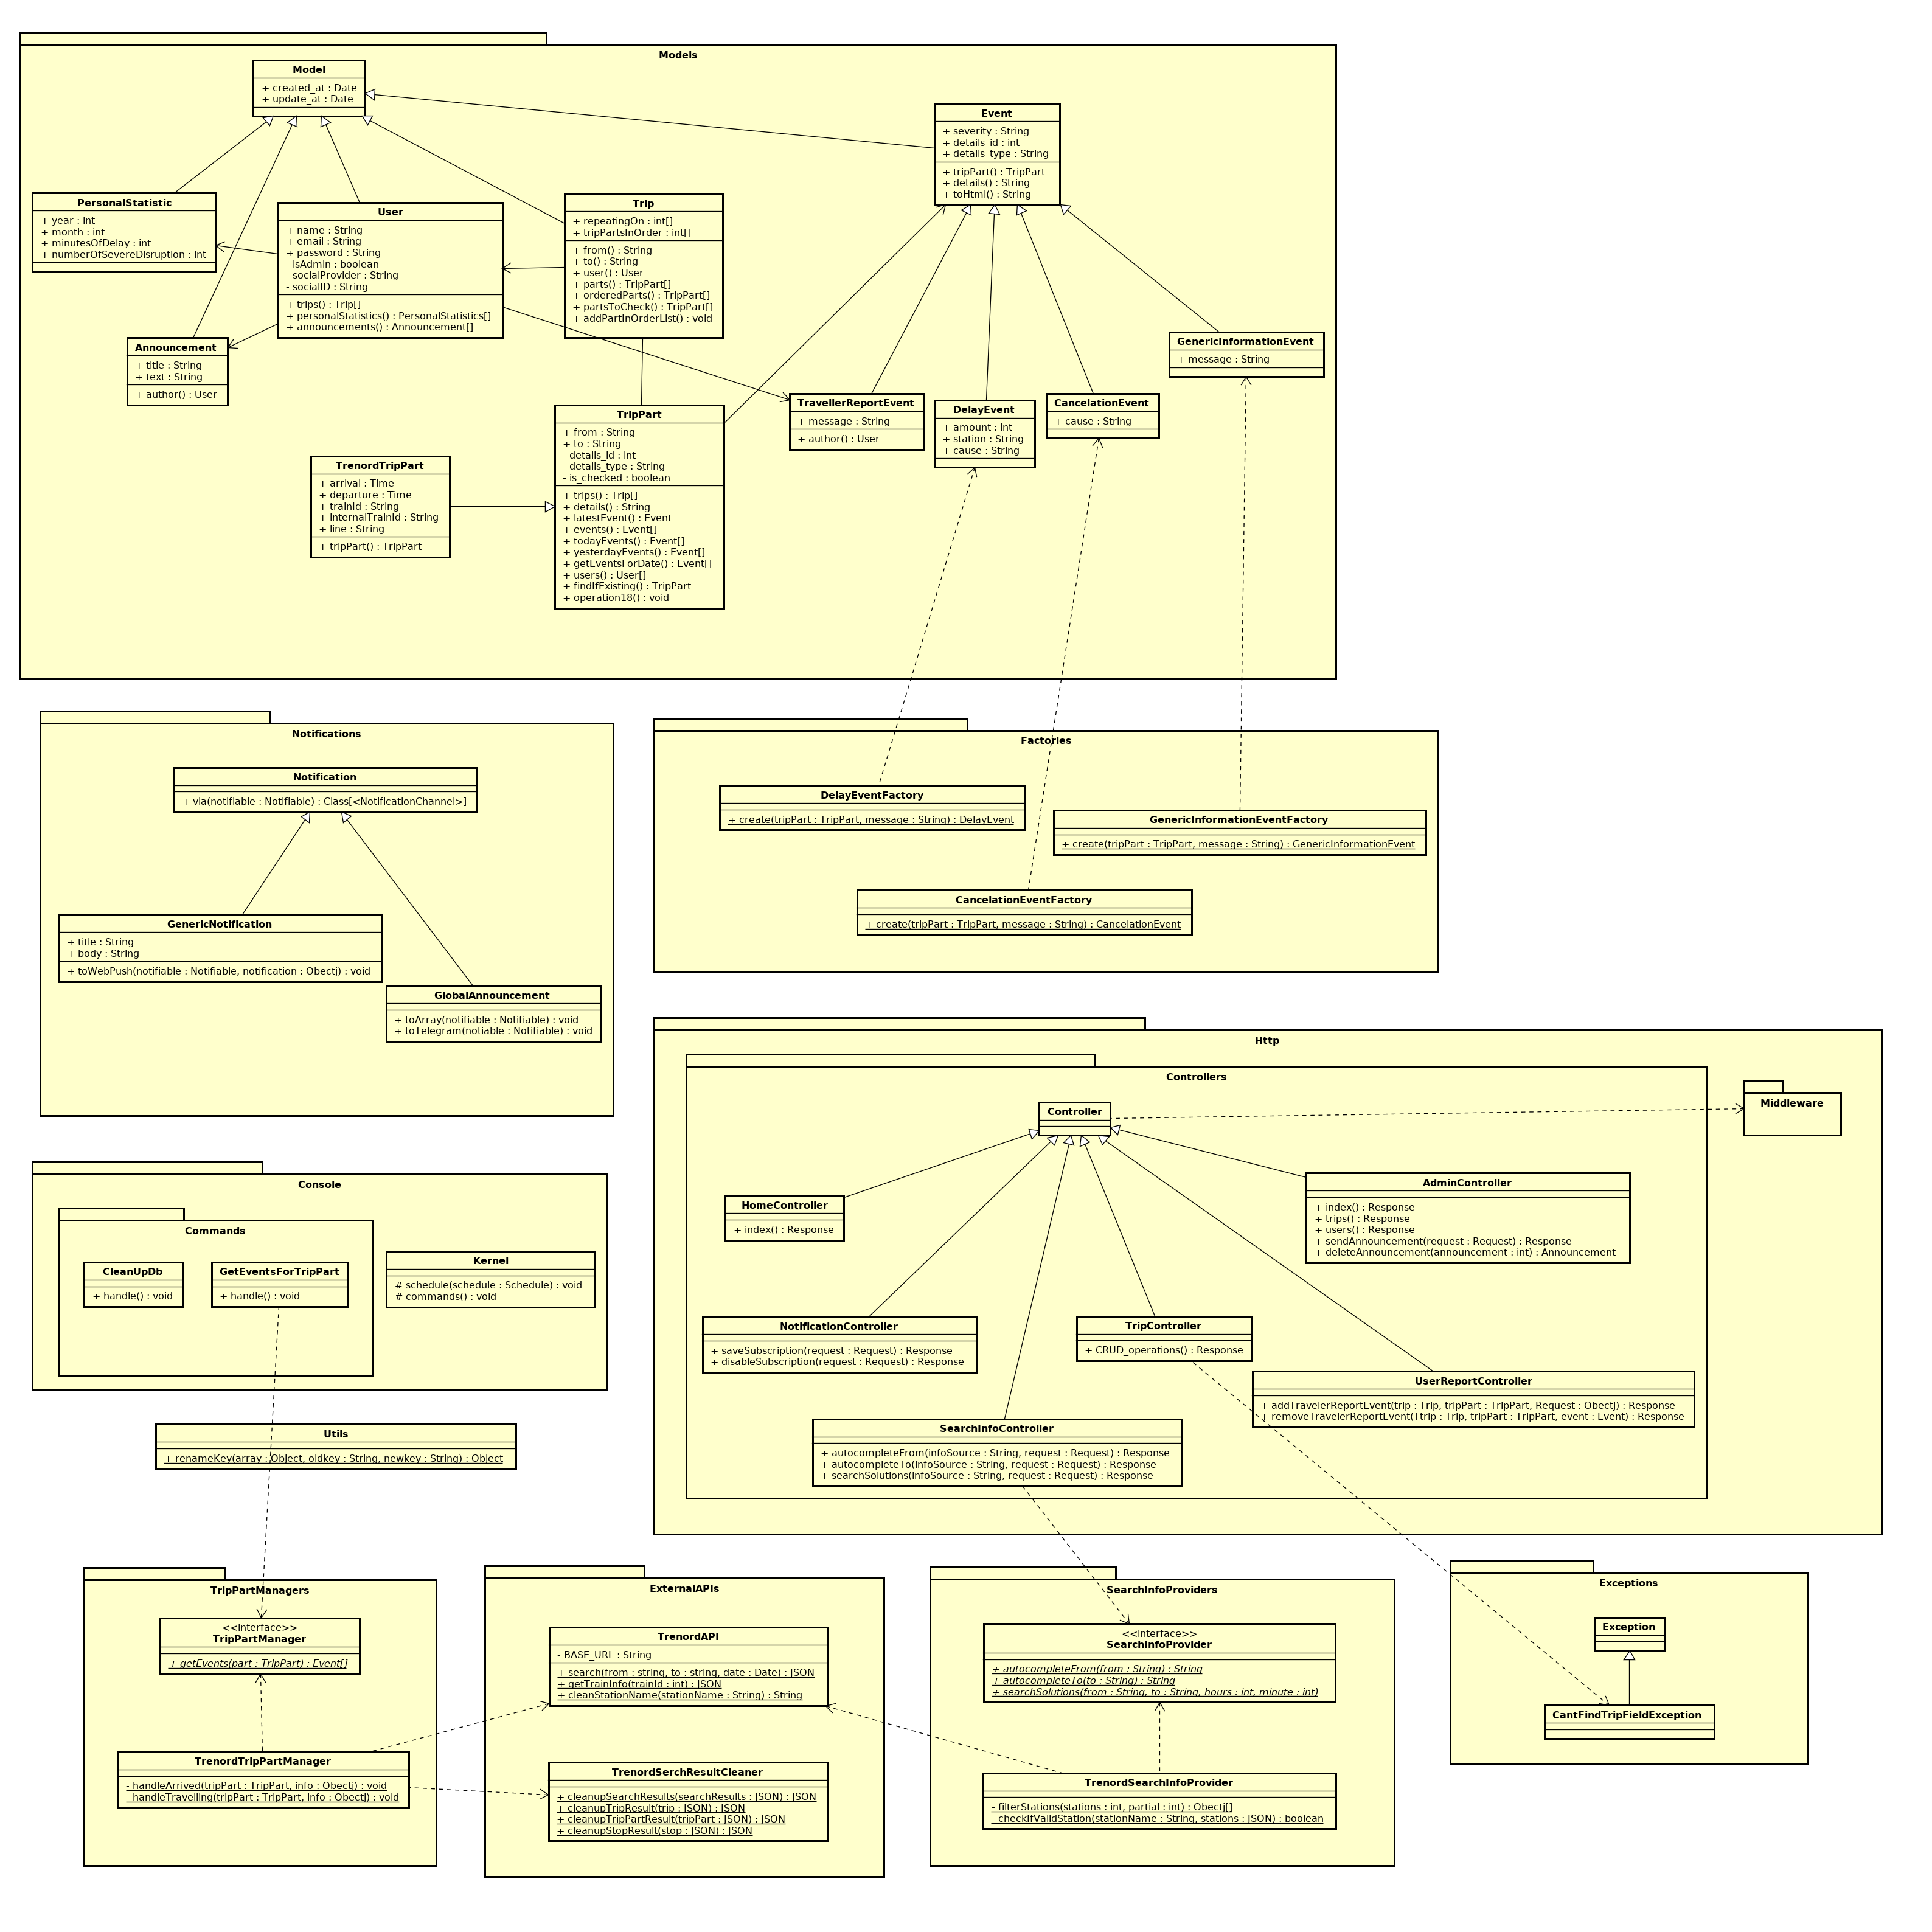 Models
Model
+ created_at : Date
+ update_at : Date
Event
+ severity : String
+ details_id : int
+ details_type : String
+ tripPart() : TripPart
+ details() : String
+ toHtml() : String
PersonalStatistic
+ year : int
+ month : int
+ minutesOfDelay : int
+ numberOfSevereDisruption : int
User
+ name : String
+ email : String
+ password : String
- isAdmin : boolean
- socialProvider : String
- socialID : String
+ trips() : Trip[]
+ personalStatistics() : PersonalStatistics[]
+ announcements() : Announcement[]
Trip
+ repeatingOn : int[]
+ tripPartsInOrder : int[]
+ from() : String
+ to() : String
+ user() : User
+ parts() : TripPart[]
+ orderedParts() : TripPart[]
+ partsToCheck() : TripPart[]
+ addPartInOrderList() : void
Announcement
+ title : String
+ text : String
+ author() : User
GenericInformationEvent
+ message : String
TravellerReportEvent
+ message : String
+ author() : User
DelayEvent
+ amount : int
+ station : String
+ cause : String
CancelationEvent
+ cause : String
TripPart
+ from : String
+ to : String
- details_id : int
- details_type : String
- is_checked : boolean
+ trips() : Trip[]
+ details() : String
+ latestEvent() : Event
+ events() : Event[]
+ todayEvents() : Event[]
+ yesterdayEvents() : Event[]
+ getEventsForDate() : Event[]
+ users() : User[]
+ findIfExisting() : TripPart
+ operation18() : void
TrenordTripPart
+ arrival : Time
+ departure : Time
+ trainId : String
+ internalTrainId : String
+ line : String
+ tripPart() : TripPart
Notifications
Notification
+ via(notifiable : Notifiable) : Class[<NotificationChannel>]
GenericNotification
+ title : String
+ body : String
+ toWebPush(notifiable : Notifiable, notification : Obectj) : void
GlobalAnnouncement
+ toArray(notifiable : Notifiable) : void
+ toTelegram(notiable : Notifiable) : void
Factories
DelayEventFactory
+ create(tripPart : TripPart, message : String) : DelayEvent
GenericInformationEventFactory
+ create(tripPart : TripPart, message : String) : GenericInformationEvent
CancelationEventFactory
+ create(tripPart : TripPart, message : String) : CancelationEvent
Http
Controllers
Controller
Middleware
HomeController
+ index() : Response
AdminController
+ index() : Response
+ trips() : Response
+ users() : Response
+ sendAnnouncement(request : Request) : Response
+ deleteAnnouncement(announcement : int) : Announcement
NotificationController
+ saveSubscription(request : Request) : Response
+ disableSubscription(request : Request) : Response
TripController
+ CRUD_operations() : Response
UserReportController
+ addTravelerReportEvent(trip : Trip, tripPart : TripPart, Request : Obectj) : Response
+ removeTravelerReportEvent(Ttrip : Trip, tripPart : TripPart, event : Event) : Response
SearchInfoController
+ autocompleteFrom(infoSource : String, request : Request) : Response
+ autocompleteTo(infoSource : String, request : Request) : Response
+ searchSolutions(infoSource : String, request : Request) : Response
Console
Commands
CleanUpDb
+ handle() : void
GetEventsForTripPart
+ handle() : void
Kernel
# schedule(schedule : Schedule) : void
# commands() : void
Utils
+ renameKey(array : Object, oldkey : String, newkey : String) : Object
TripPartManagers
<<interface>>
TripPartManager
+ getEvents(part : TripPart) : Event[]
TrenordTripPartManager
- handleArrived(tripPart : TripPart, info : Obectj) : void
- handleTravelling(tripPart : TripPart, info : Obectj) : void
ExternalAPIs
TrenordAPI
- BASE_URL : String
+ search(from : string, to : string, date : Date) : JSON
+ getTrainInfo(trainId : int) : JSON
+ cleanStationName(stationName : String) : String
TrenordSerchResultCleaner
+ cleanupSearchResults(searchResults : JSON) : JSON
+ cleanupTripResult(trip : JSON) : JSON
+ cleanupTripPartResult(tripPart : JSON) : JSON
+ cleanupStopResult(stop : JSON) : JSON
SearchInfoProviders
<<interface>>
SearchInfoProvider
+ autocompleteFrom(from : String) : String
+ autocompleteTo(to : String) : String
+ searchSolutions(from : String, to : String, hours : int, minute : int)
TrenordSearchInfoProvider
- filterStations(stations : int, partial : int) : Obectj[]
- checkIfValidStation(stationName : String, stations : JSON) : boolean
Exceptions
Exception
CantFindTripFieldException